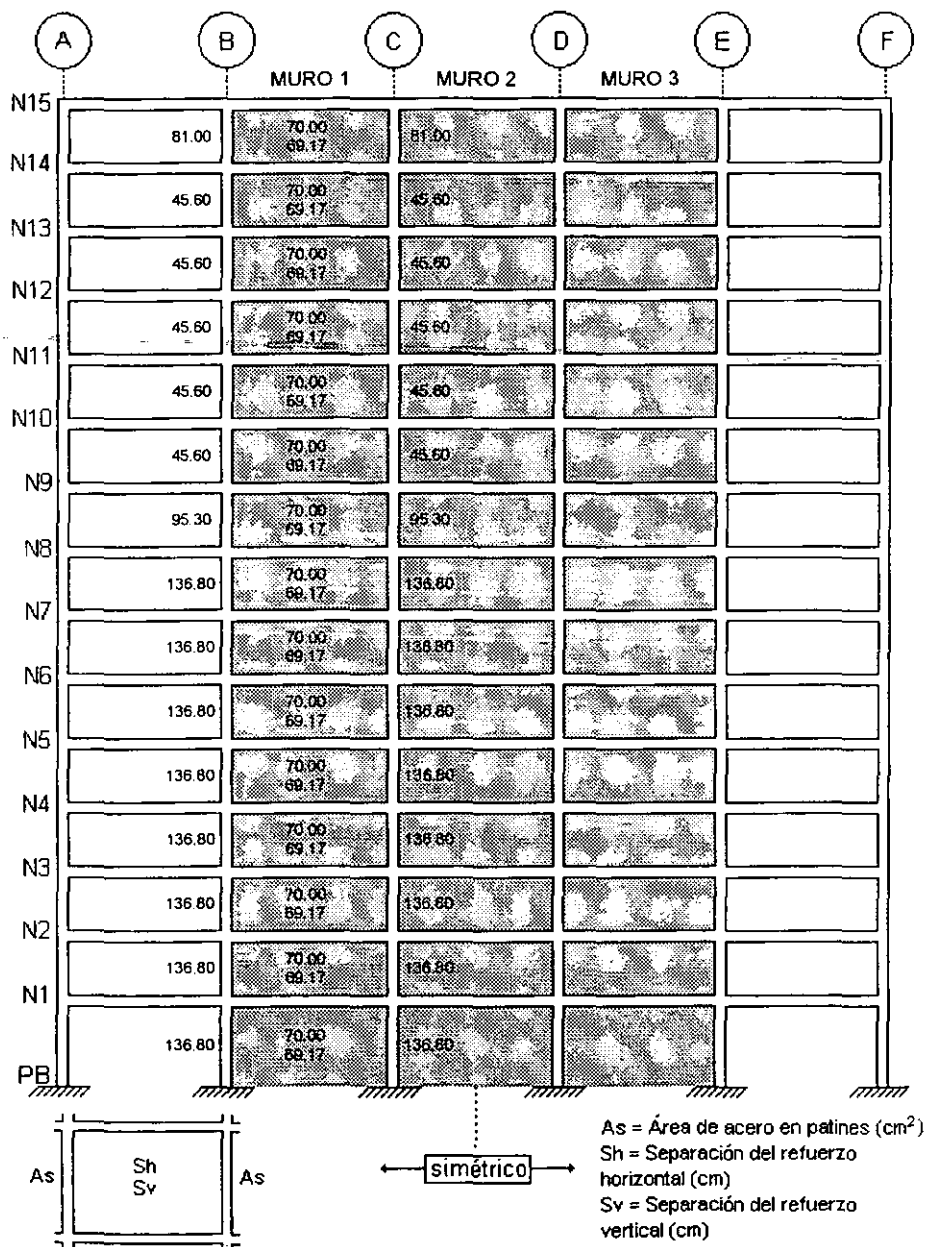 A B C D E F
MURO 1 MURO 2 MURO 3
N15
81.00 70.00 81.00
69.17
N14
45.60 70.00 45.60
69.17
N13
45.60 70.00 45.60
69.17
N12
45.60 70.00 45.60
69.17
N11
45.60 70.00 45.60
69.17
N10
45.60 70.00 45.60
69.17
N9
95.30 70.00 95.30
69.17
N8
136.80 70.00 136.80
69.17
N7
136.80 70.00 136.80
69.17
N6
136.80 70.00 136.80
69.17
N5
136.80 70.00 136.80
69.17
N4
136.80 70.00 136.80
69.17
N3
136.80 70.00 136.80
69.17
N2
136.80 70.00 136.80
69.17
N1
136.80 70.00 136.80
69.17
PB
As Sh As
Sv
simétrico
As = Área de acero en patines (cm²)
Sh = Separación del refuerzo
horizontal (cm)
Sv = Separación del refuerzo
vertical (cm)